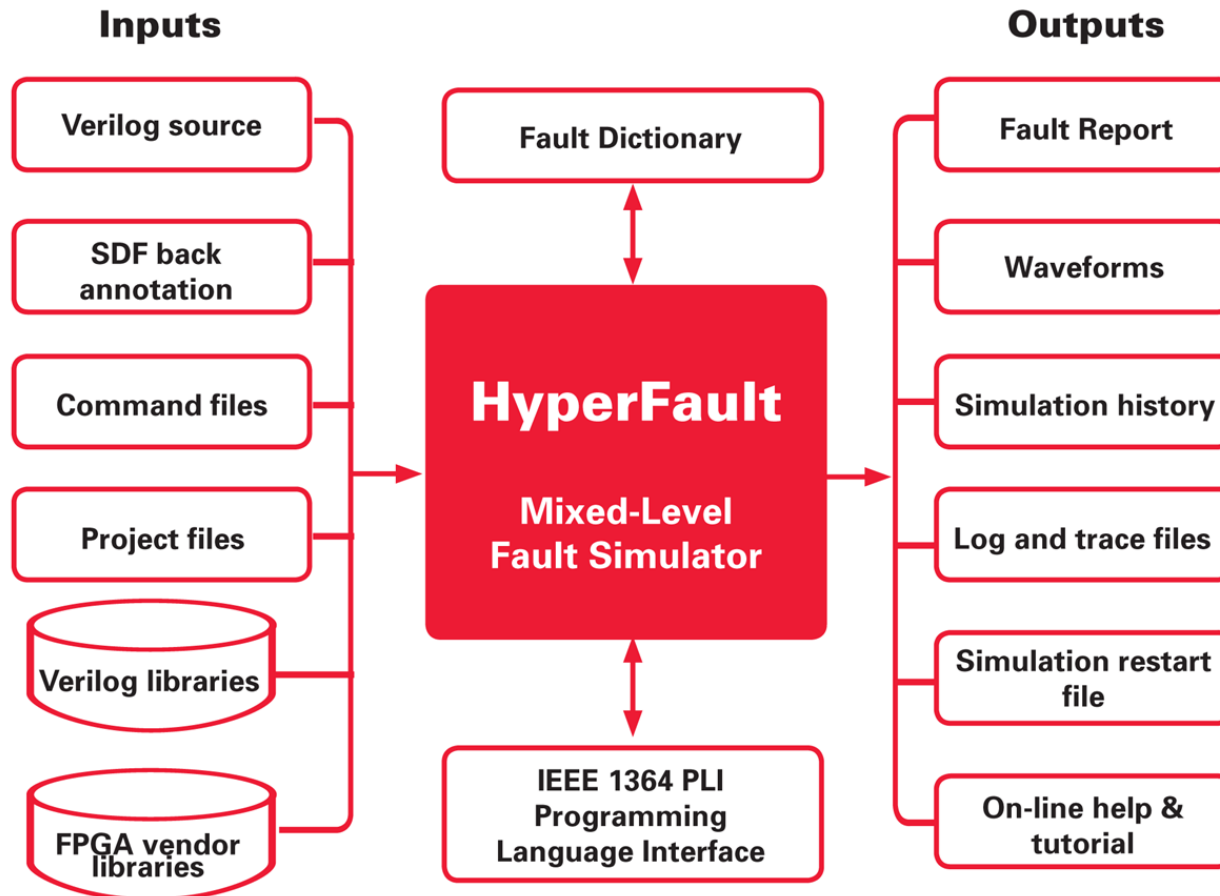 Inputs
Verilog source
SDF back
annotation
Command files
Project files
Verilog libraries
FPGA vendor
libraries
Fault Dictionary
HyperFault
Mixed-Level
Fault Simulator
IEEE 1364 PLI
Programming
Language Interface
Outputs
Fault Report
Waveforms
Simulation history
Log and trace files
Simulation restart
file
On-line help &
tutorial